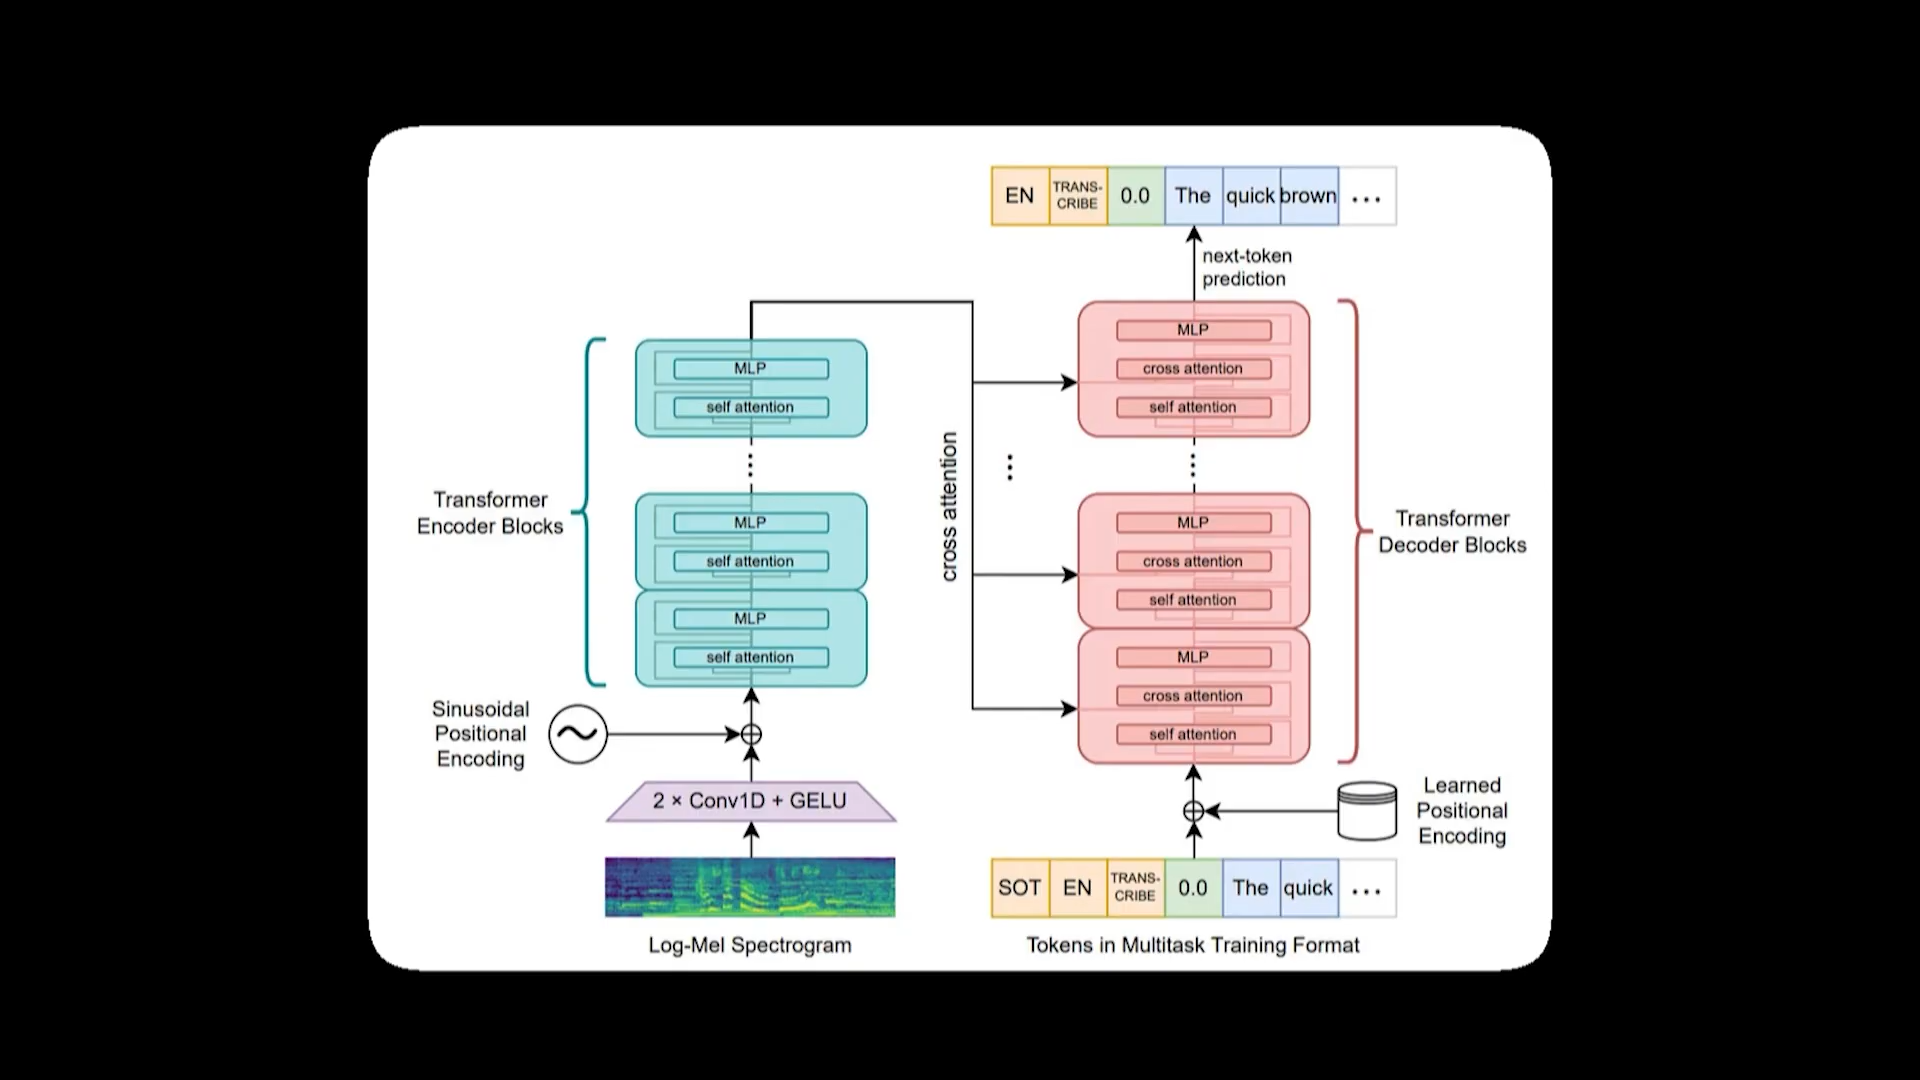 EN TRANS-CRIBE 0.0 The quick brown ...
next-token
prediction
MLP
cross attention
self attention
MLP
self attention
cross attention
Transformer
Encoder Blocks
MLP
self attention
MLP
self attention
MLP
cross attention
self attention
MLP
cross attention
self attention
Transformer
Decoder Blocks
Sinusoidal
Positional
Encoding
2 × Conv1D + GELU
Learned
Positional
Encoding
SOT EN TRANS-CRIBE 0.0 The quick ...
Log-Mel Spectrogram
Tokens in Multitask Training Format